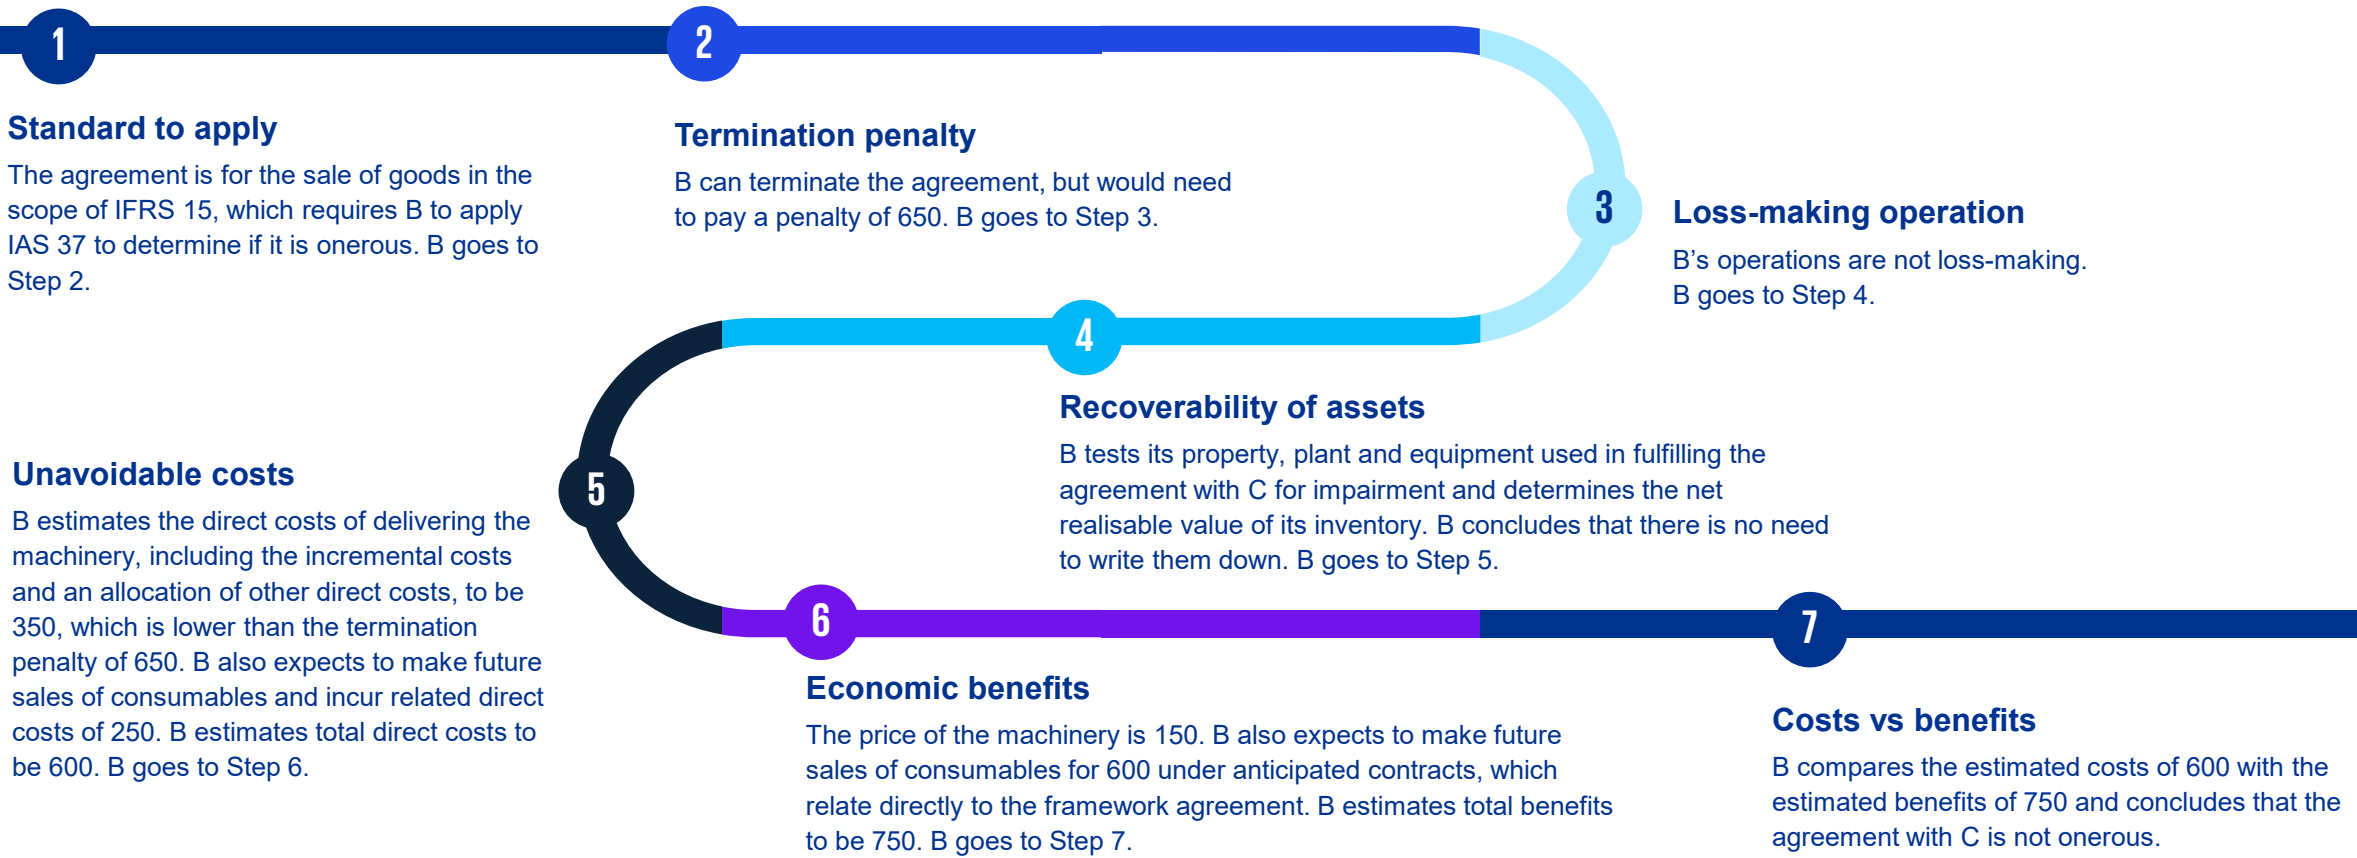 1
Standard to apply
The agreement is for the sale of goods in the
scope of IFRS 15, which requires B to apply
IAS 37 to determine if it is onerous. B goes to
Step 2.
2
Termination penalty
B can terminate the agreement, but would need
to pay a penalty of 650. B goes to Step 3.
3
Loss-making operation
B’s operations are not loss-making.
B goes to Step 4.
4
Recoverability of assets
B tests its property, plant and equipment used in fulfilling the
agreement with C for impairment and determines the net
realisable value of its inventory. B concludes that there is no need
to write them down. B goes to Step 5.
5
Unavoidable costs
B estimates the direct costs of delivering the
machinery, including the incremental costs
and an allocation of other direct costs, to be
350, which is lower than the termination
penalty of 650. B also expects to make future
sales of consumables and incur related direct
costs of 250. B estimates total direct costs to
be 600. B goes to Step 6.
6
Economic benefits
The price of the machinery is 150. B also expects to make future
sales of consumables for 600 under anticipated contracts, which
relate directly to the framework agreement. B estimates total benefits
to be 750. B goes to Step 7.
7
Costs vs benefits
B compares the estimated costs of 600 with the
estimated benefits of 750 and concludes that the
agreement with C is not onerous.